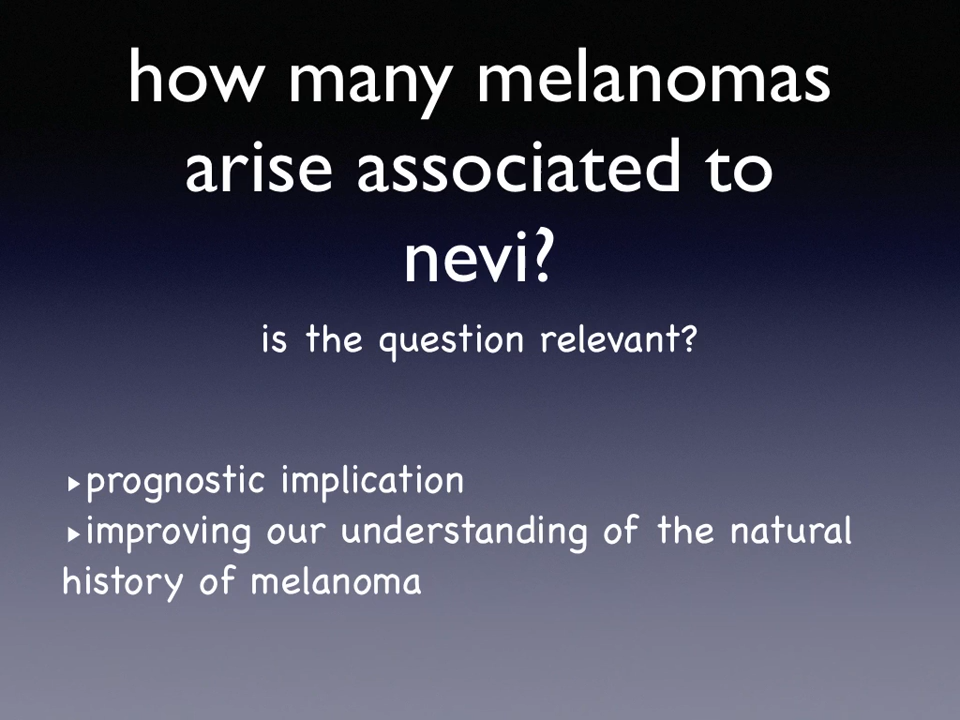 how many melanomas
arise associated to
nevi?
is the question relevant?
▸prognostic implication
▸improving our understanding of the natural
history of melanoma